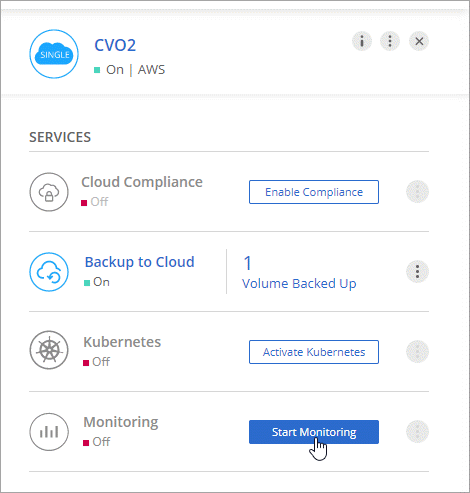 SINGLE
CVO2
On | AWS
SERVICES
Cloud Compliance
Off
Enable Compliance
Backup to Cloud
On
1
Volume Backed Up
Kubernetes
Off
Activate Kubernetes
Monitoring
Off
Start Monitoring